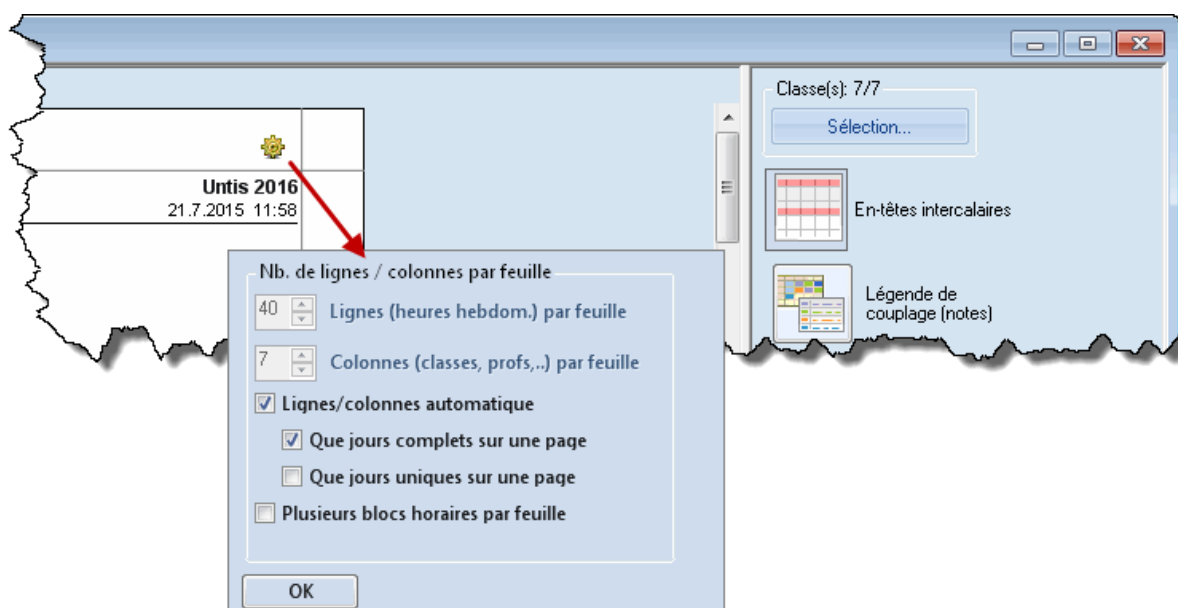 Classe(s): 7/7
Sélection...
En-têtes intercalaires
Légende de
couplage (notes)
Untis 2016
21.7.2015 11:58
Nb. de lignes / colonnes par feuille
40 Lignes (heures hebdom.) par feuille
7 Colonnes (classes, profs,..) par feuille
Lignes/colonnes automatique
Que jours complets sur une page
Que jours uniques sur une page
Plusieurs blocs horaires par feuille
OK